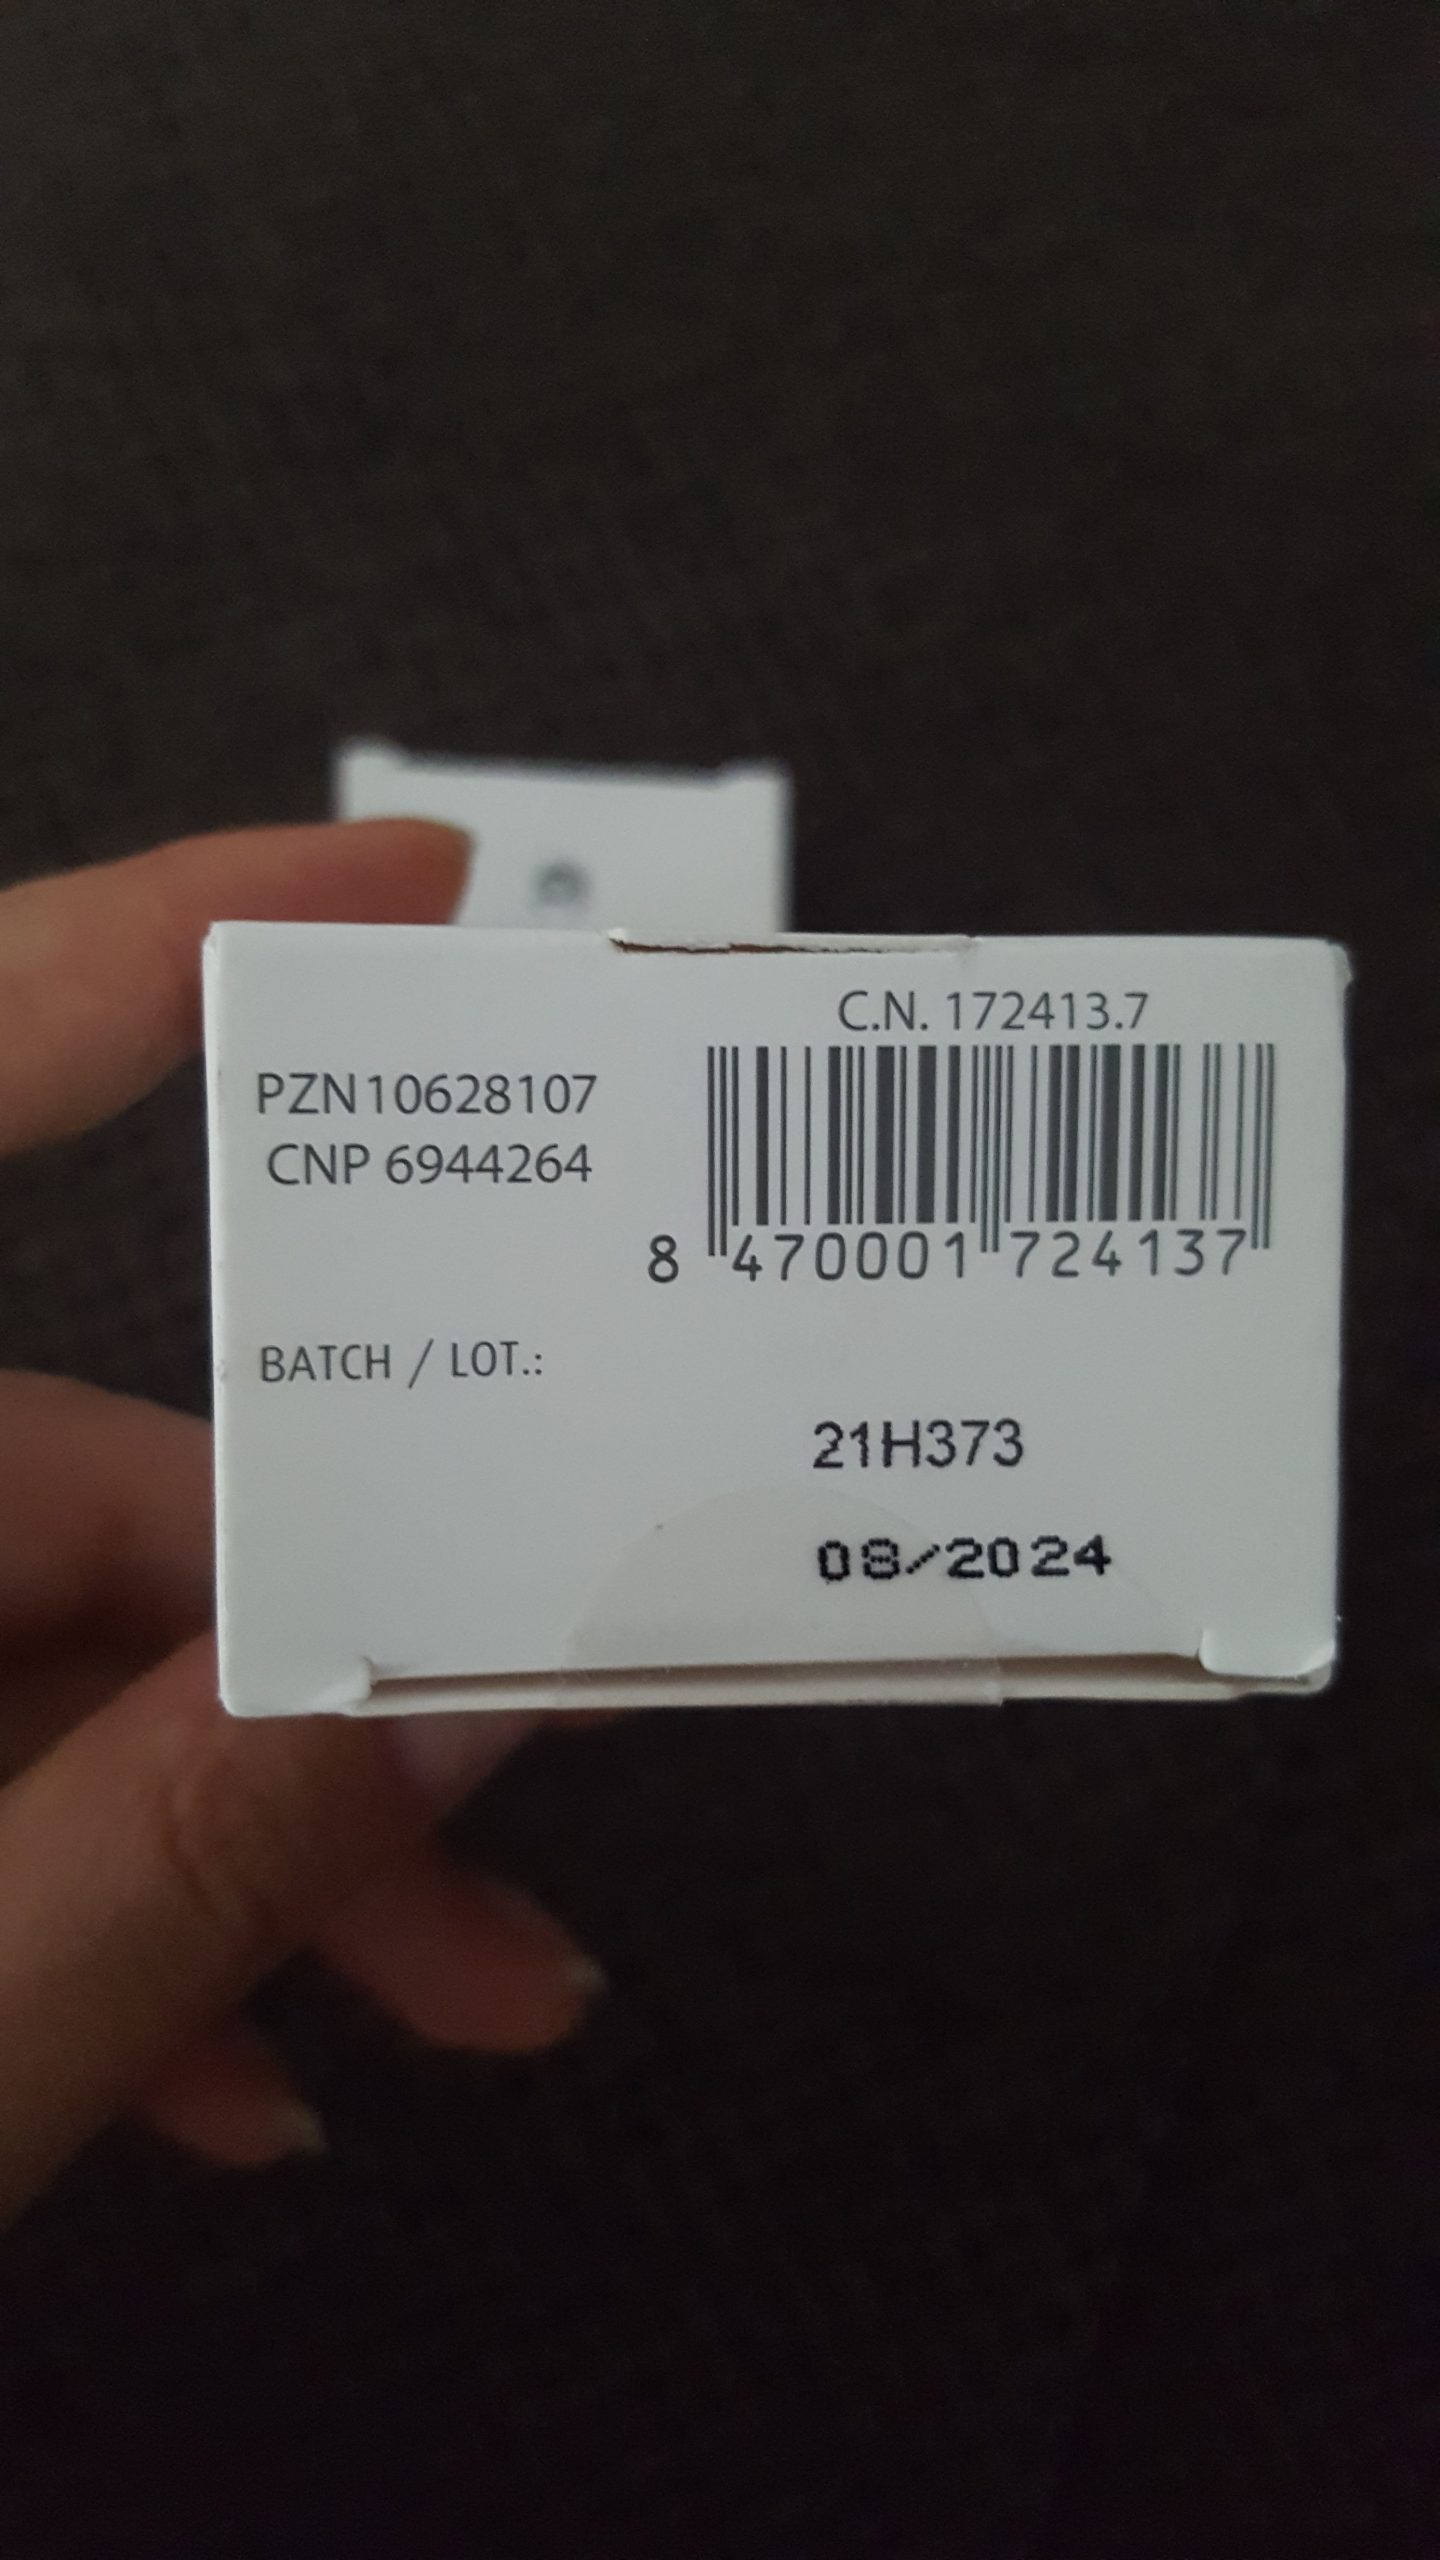 C.N. 172413.7
PZN10628107
CNP 6944264
8 470001 724137
BATCH / LOT.:
21H373
08/2024